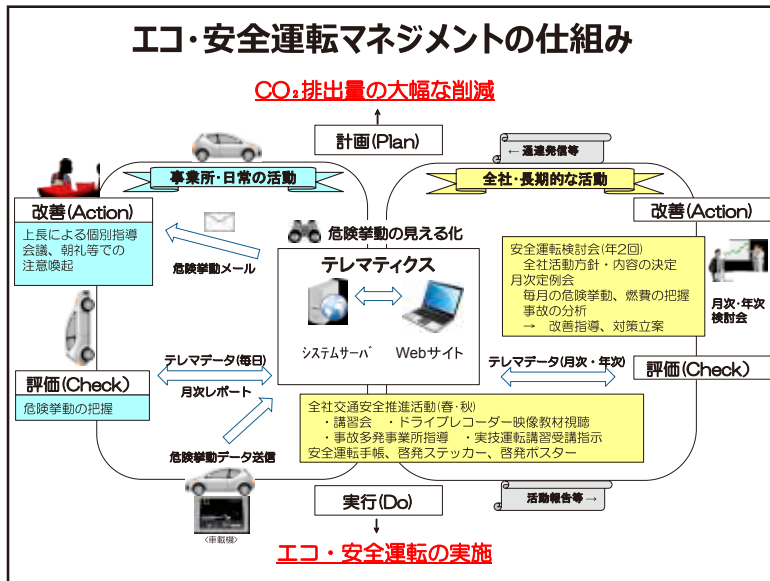 エコ・安全運転マネジメントの仕組み
CO₂排出量の大幅な削減
計画(Plan)
← 通達発信等
事業所・日常の活動
全社・長期的な活動
改善(Action)
上長による個別指導
会議、朝礼等での
注意喚起
危険挙動メール
危険挙動の見える化
テレマティクス
システムサーバ
Webサイト
改善(Action)
安全運転検討会(年2回)
全社活動方針・内容の決定
月次定例会
毎月の危険挙動、燃費の把握
事故の分析
→ 改善指導、対策立案
月次・年次
検討会
評価(Check)
危険挙動の把握
テレマデータ(毎日)
月次レポート
テレマデータ(月次・年次)
評価(Check)
危険挙動データ送信
全社交通安全推進活動(春・秋)
・講習会 ・ドライブレコーダー映像教材視聴
・事故多発事業所指導 ・実技運転講習受講指示
安全運転手帳、啓発ステッカー、啓発ポスター
<車載機>
実行(Do)
活動報告等→
エコ・安全運転の実施